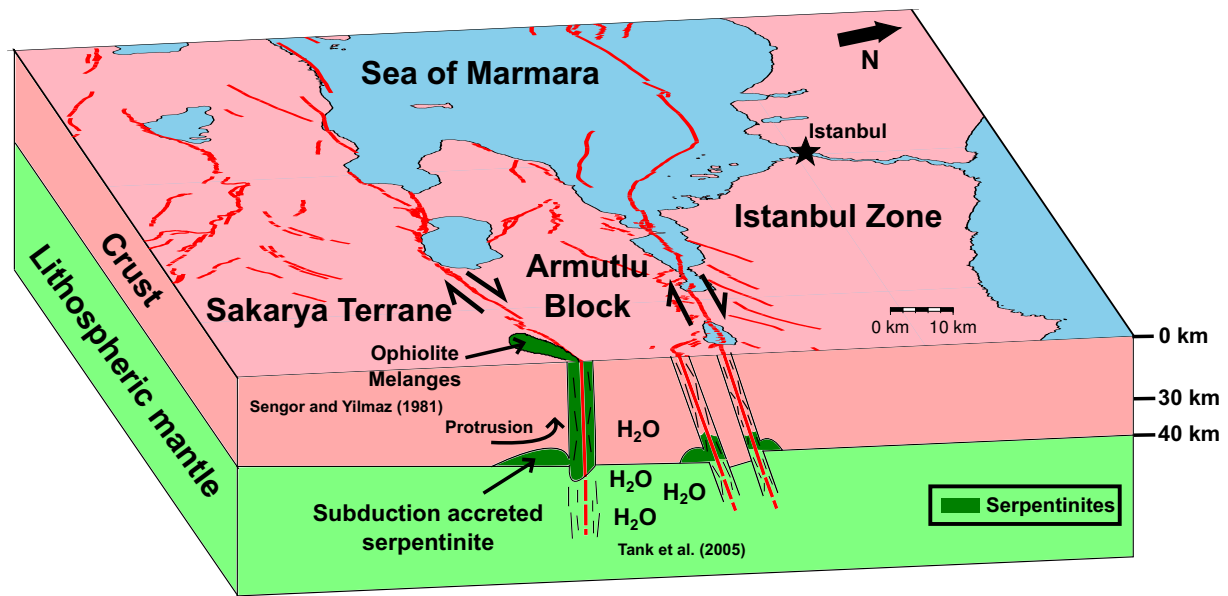 N
Sea of Marmara
Istanbul
Istanbul Zone
Armutlu
Block
Sakarya Terrane
Crust
Lithospheric mantle
0 km 10 km
0 km
30 km
40 km
Ophiolite
Melanges
Sengor and Yilmaz (1981)
Protrusion
H₂O
H₂O
H₂O
H₂O
Subduction accreted
serpentinite
Tank et al. (2005)
Serpentinites